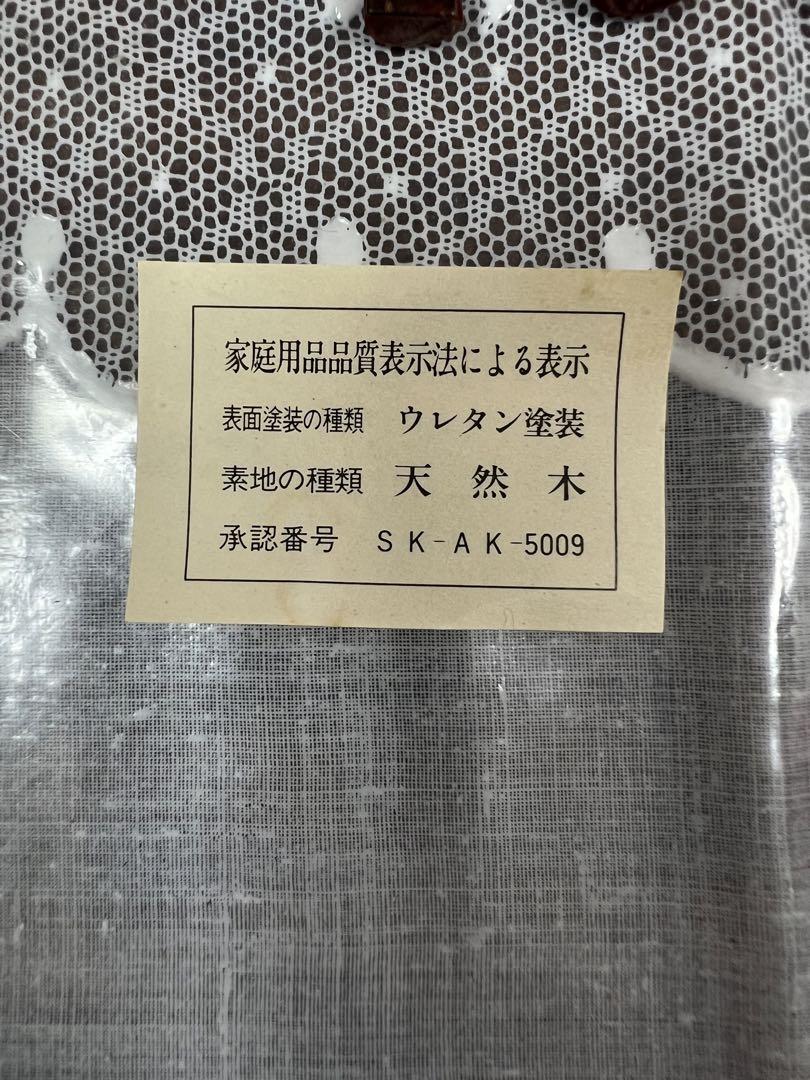 家庭用品品質表示法による表示
表面塗装の種類 ウレタン塗装
素地の種類 天然木
承認番号 SK-AK-5009